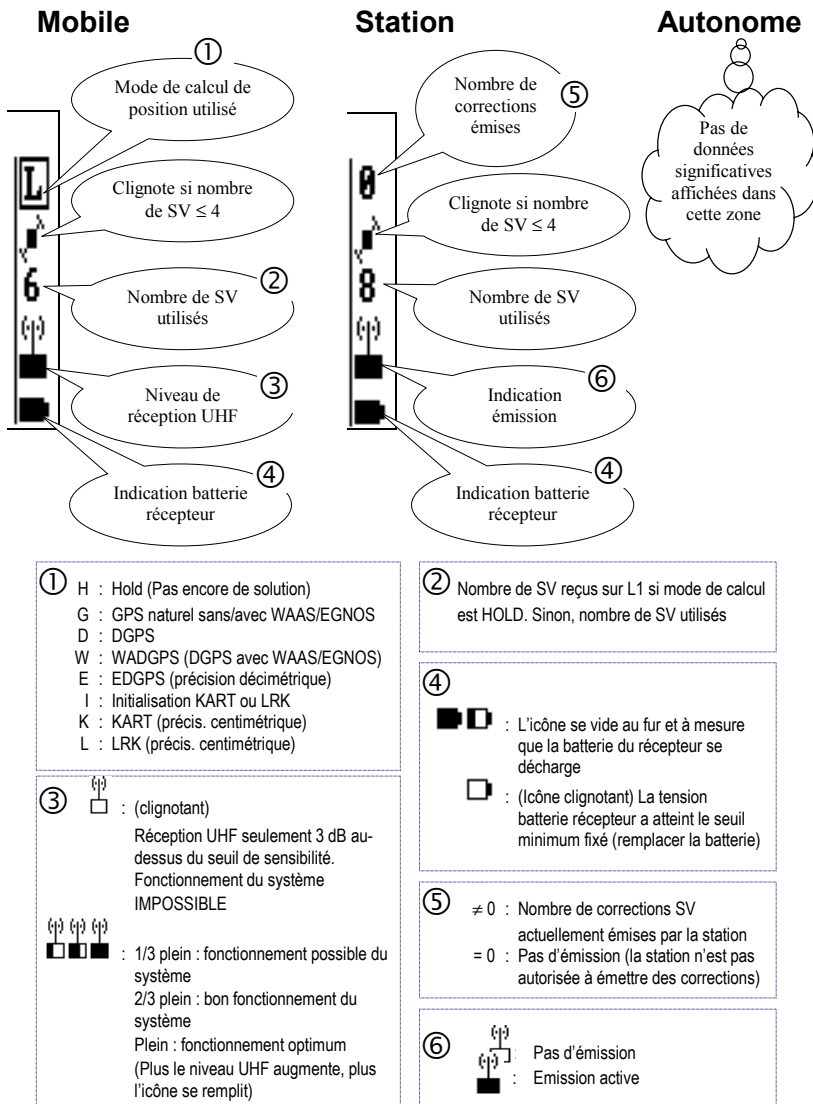 Mobile
Station
Autonome
①
Mode de calcul de
position utilisé
L
Clignote si nombre
de SV ≤ 4
6
②
Nombre de SV
utilisés
③
Niveau de
réception UHF
④
Indication batterie
récepteur
Nombre de
corrections
émises
⑤
0
Clignote si nombre
de SV ≤ 4
8
Nombre de SV
utilisés
⑥
Indication
émission
④
Indication batterie
récepteur
Pas de
données
significatives
affichées dans
cette zone
①
H : Hold (Pas encore de solution)
G : GPS naturel sans/avec WAAS/EGNOS
D : DGPS
W : WADGPS (DGPS avec WAAS/EGNOS)
E : EDGPS (précision décimétrique)
I : Initialisation KART ou LRK
K : KART (précis. centimétrique)
L : LRK (précis. centimétrique)
② Nombre de SV reçus sur L1 si mode de calcul
est HOLD. Sinon, nombre de SV utilisés
③ : (clignotant)
Réception UHF seulement 3 dB au-
dessus du seuil de sensibilité.
Fonctionnement du système
IMPOSSIBLE
: 1/3 plein : fonctionnement possible du
système
2/3 plein : bon fonctionnement du
système
Plein : fonctionnement optimum
(Plus le niveau UHF augmente, plus
l'icône se remplit)
④
: L'icône se vide au fur et à mesure
que la batterie du récepteur se
décharge
: (Icône clignotant) La tension
batterie récepteur a atteint le seuil
minimum fixé (remplacer la batterie)
⑤ ≠ 0 : Nombre de corrections SV
actuellement émises par la station
= 0 : Pas d'émission (la station n'est pas
autorisée à émettre des corrections)
⑥ : Pas d'émission
: Emission active